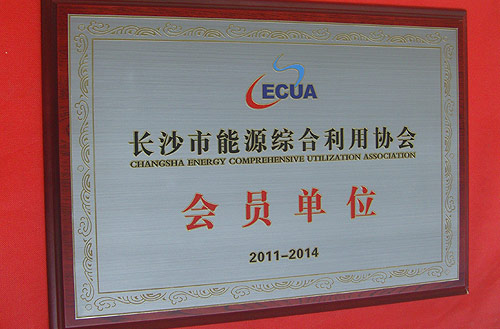 ECUA
长沙市能源综合利用协会
CHANGSHA ENERGY COMPREHENSIVE UTILIZATION ASSOCIATION
会员单位
2011-2014